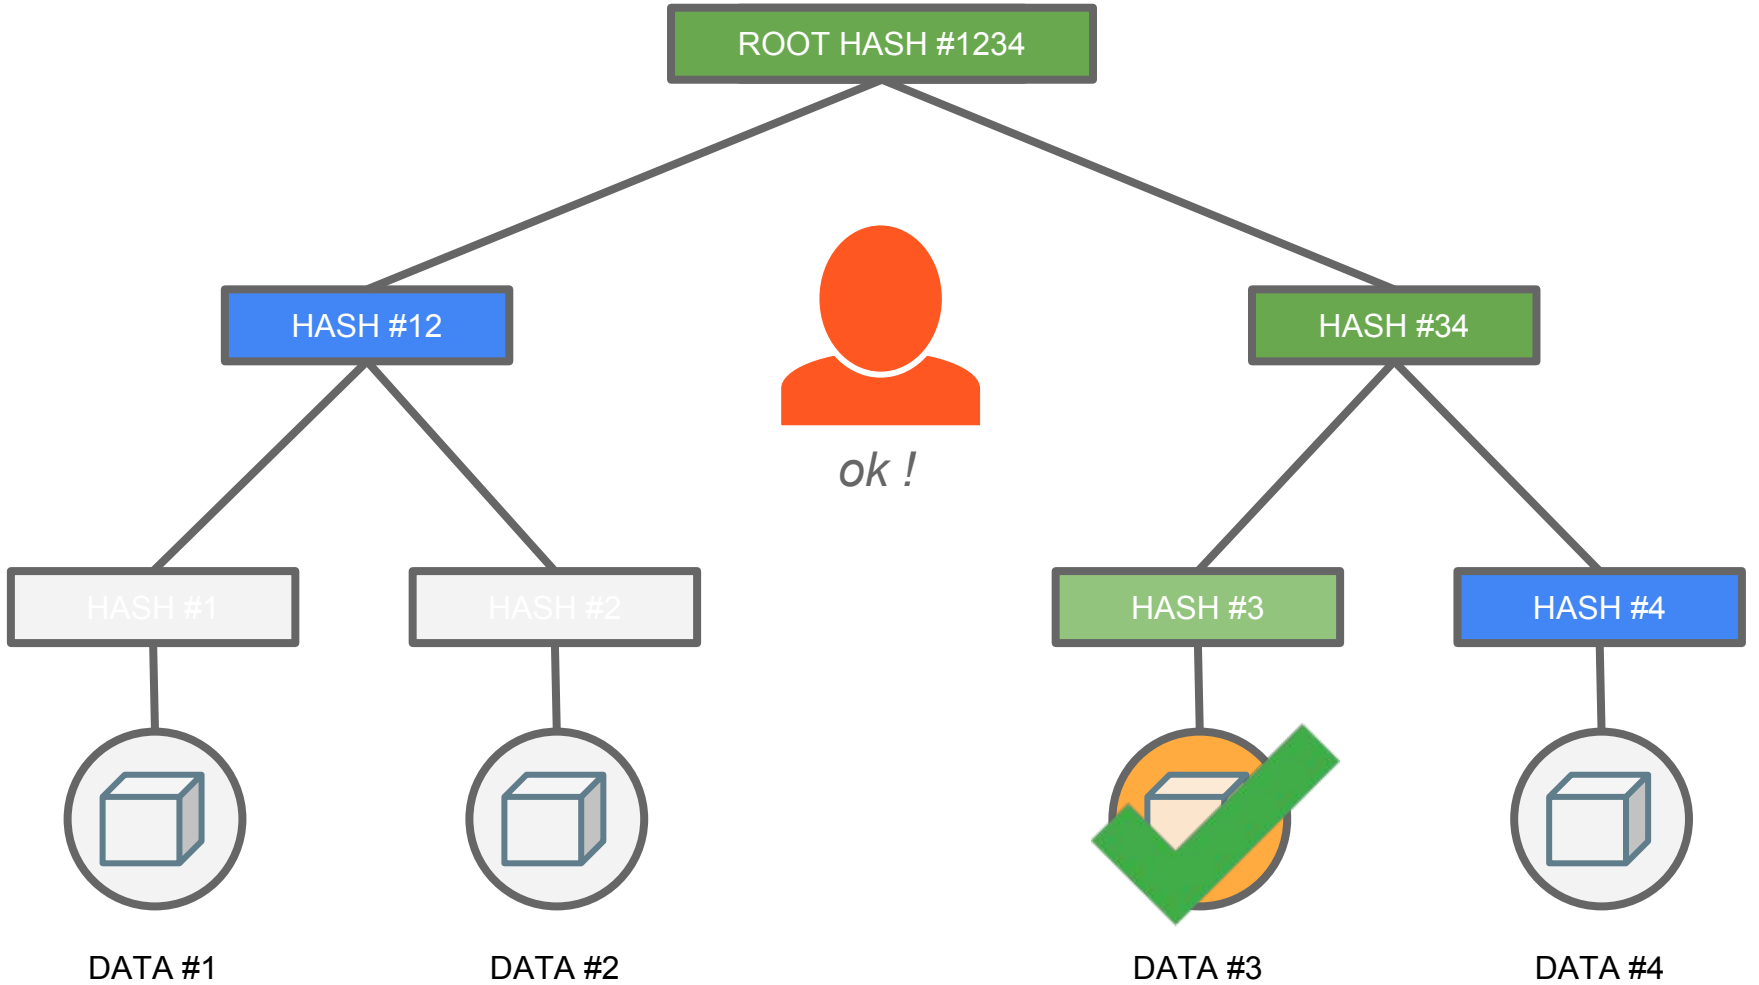 ROOT HASH #1234
HASH #12
HASH #34
ok !
HASH #1
HASH #2
HASH #3
HASH #4
DATA #1
DATA #2
DATA #3
DATA #4